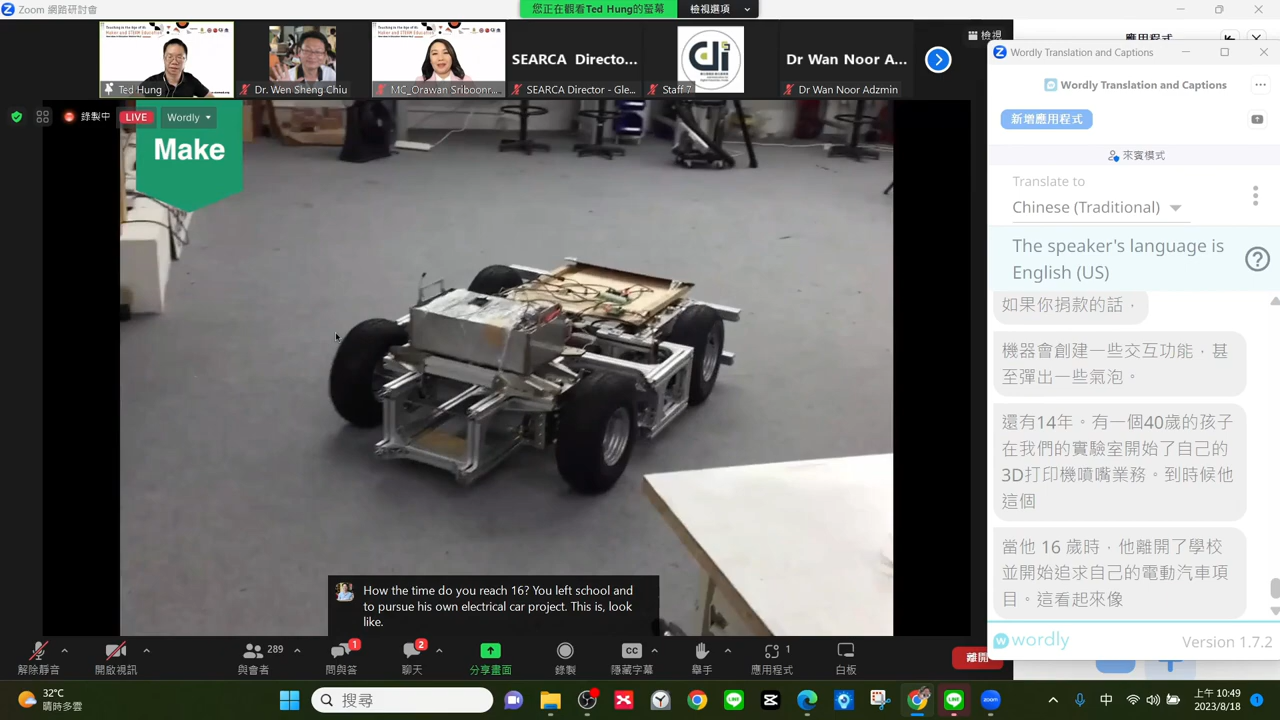 Zoom 網路研討會
您正在觀看Ted Hung的螢幕
檢視選項
檢視
應用程式
Ted Hung
Dr. Wen Sheng Chiu
MC_Orawan Sriboonr...
SEARCA Directo...
SEARCA Director - Gle...
Staff 7
Dr Wan Noor A...
Dr Wan Noor Adzmin
錄製中
LIVE
Wordly
Make
How the time do you reach 16? You left school and
to pursue his own electrical car project. This is, look
like.
Wordly Translation and Captions
Wordly Translation and Captions
新增應用程式
來賓模式
Translate to
Chinese (Traditional)
The speaker's language is
English (US)
如果你捐款的話，
機器會創建一些交互功能，甚
至彈出一些氣泡。
還有14年。有一個40歲的孩子
在我們的實驗室開始了自己的
3D打印機噴嘴業務。到時候他
這個
當他 16 歲時，他離開了學校
並開始追求自己的電動汽車項
目。這看起來像
wordly
Version 1.7.2
解除靜音
開啟視訊
289
與會者
1
問與答
2
聊天
分享畫面
錄製
CC
隱藏字幕
舉手
1
應用程式
白板
離開
32°C
晴時多雲
搜尋
中
上午 10:34
2023/8/18
1